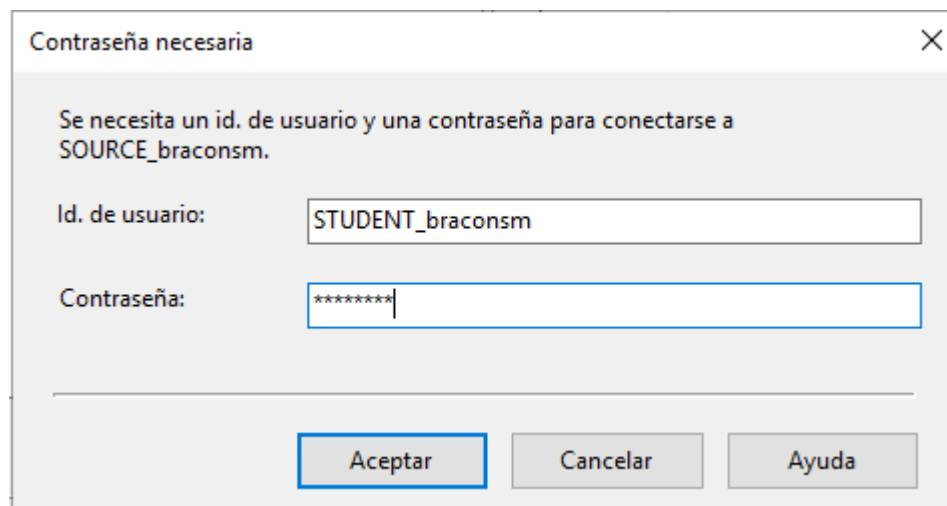 Contraseña necesaria
Se necesita un id. de usuario y una contraseña para conectarse a
SOURCE_braconsm.
Id. de usuario:
STUDENT_braconsm
Contraseña:
********
Aceptar
Cancelar
Ayuda